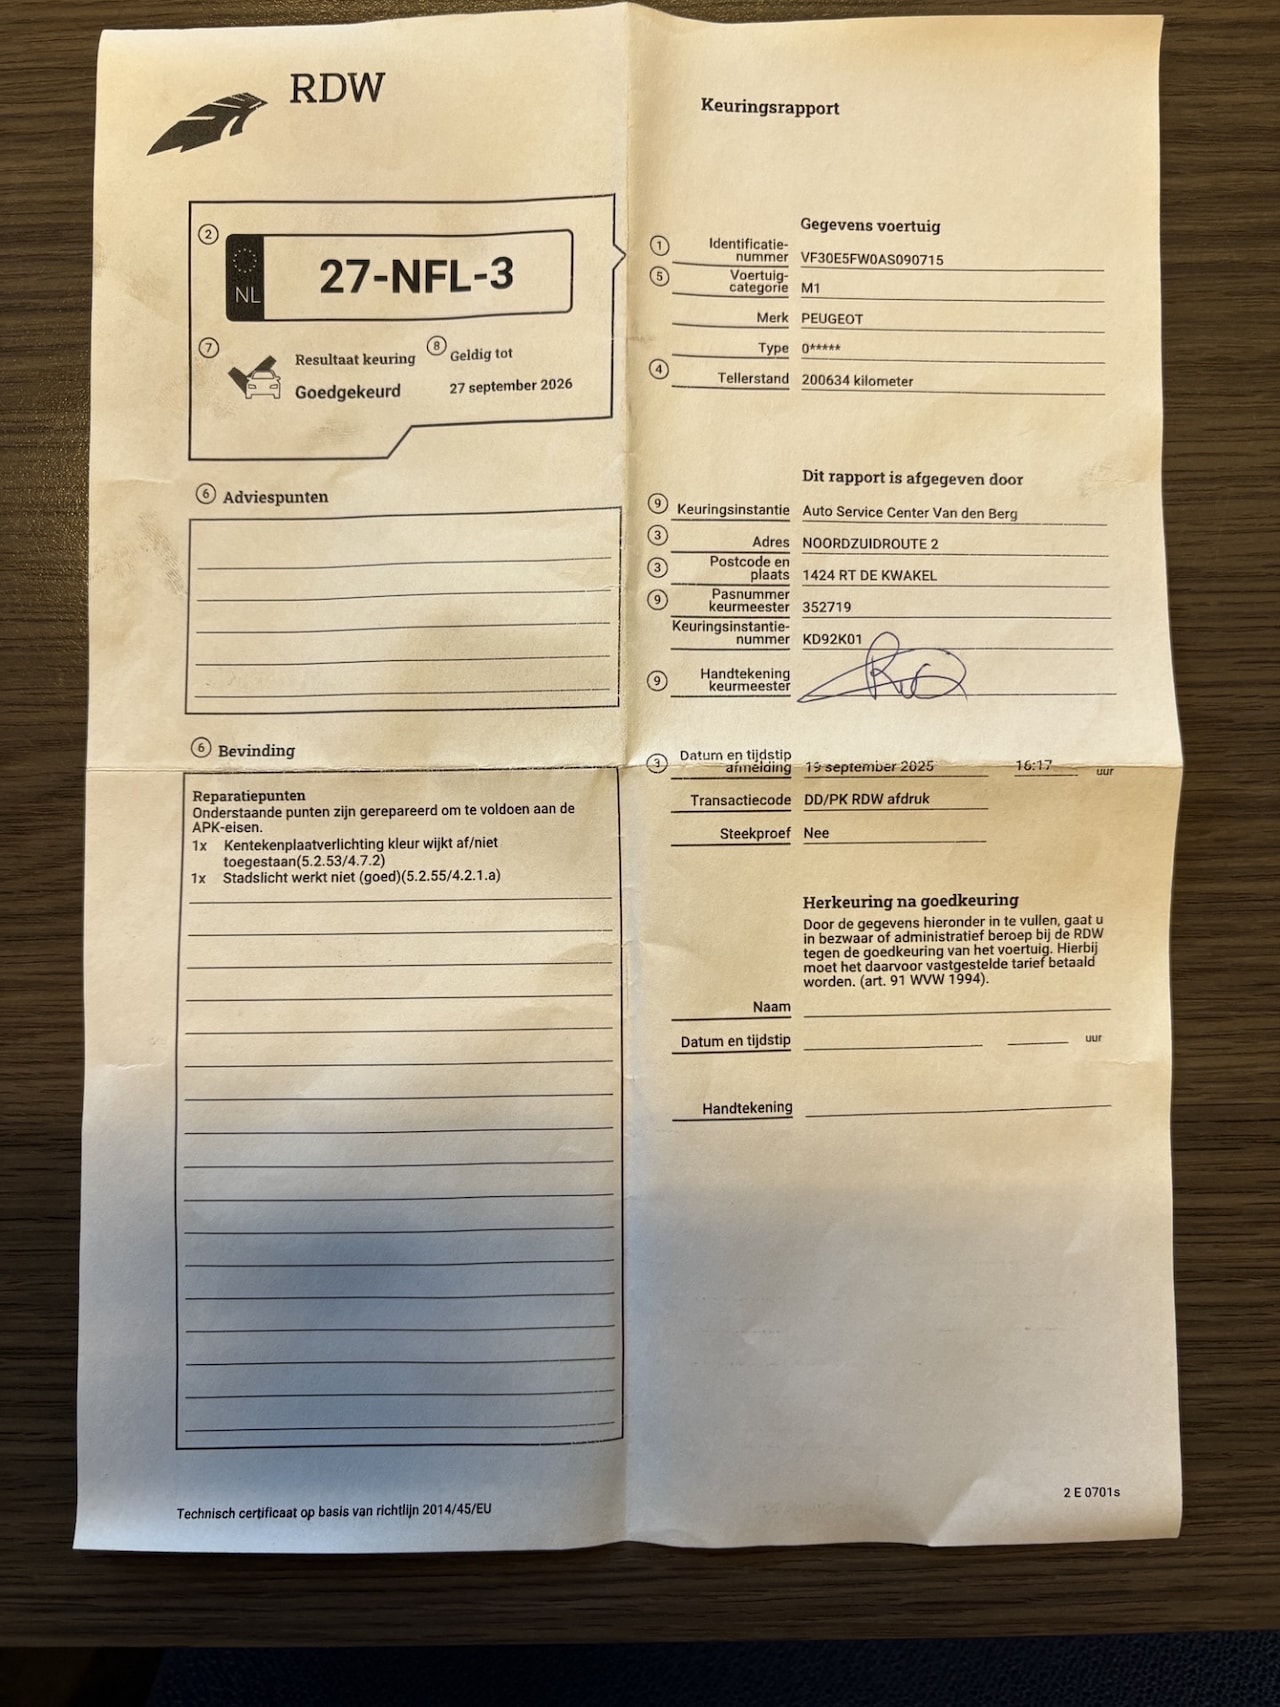 RDW
Keuringsrapport
2
NL
27-NFL-3
7
Resultaat keuring
Goedgekeurd
8
Geldig tot
27 september 2026
6 Adviespunten
6 Bevinding
Reparatiepunten
Onderstaande punten zijn gerepareerd om te voldoen aan de
APK-eisen.
1x Kentekenplaatverlichting kleur wijkt af/niet
toegestaan(5.2.53/4.7.2)
1x Stadslicht werkt niet (goed)(5.2.55/4.2.1.a)
Technisch certificaat op basis van richtlijn 2014/45/EU
Gegevens voertuig
1 Identificatie-
nummer VF30E5FW0AS090715
5 Voertuig-
categorie M1
Merk PEUGEOT
Type 0*****
4 Tellerstand 200634 kilometer
Dit rapport is afgegeven door
9 Keuringsinstantie Auto Service Center Van den Berg
3 Adres NOORDZUIDROUTE 2
3 Postcode en
plaats 1424 RT DE KWAKEL
9 Pasnummer
keurmeester 352719
Keuringsinstantie-
nummer KD92K01
9 Handtekening
keurmeester
3 Datum en tijdstip
afmelding 19 september 2025 16:17 uur
Transactiecode DD/PK RDW afdruk
Steekproef Nee
Herkeuring na goedkeuring
Door de gegevens hieronder in te vullen, gaat u
in bezwaar of administratief beroep bij de RDW
tegen de goedkeuring van het voertuig. Hierbij
moet het daarvoor vastgestelde tarief betaald
worden. (art. 91 WVW 1994).
Naam
Datum en tijdstip uur
Handtekening
2 E 0701s